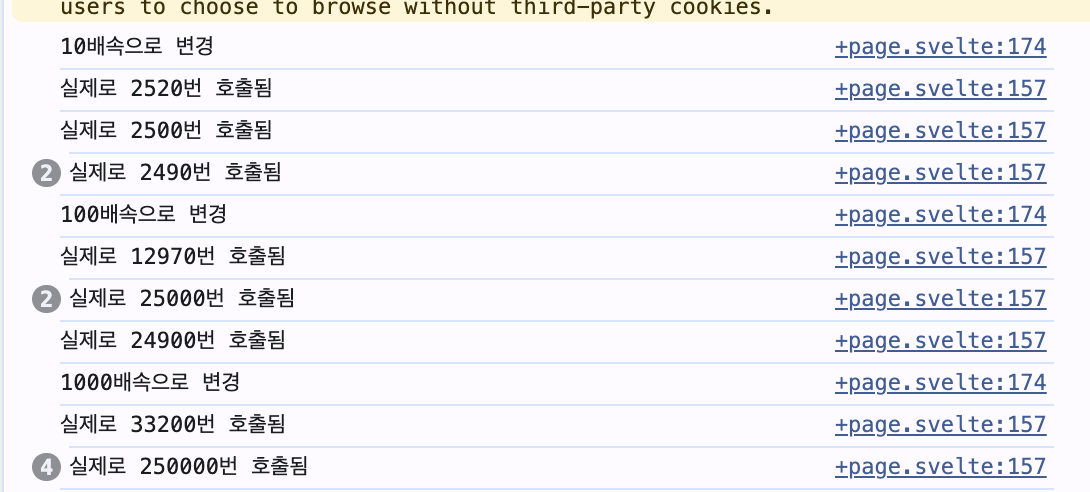 users to choose to browse without third-party cookies.
10배속으로 변경 +page.svelte:174
실제로 2520번 호출됨 +page.svelte:157
실제로 2500번 호출됨 +page.svelte:157
2 실제로 2490번 호출됨 +page.svelte:157
100배속으로 변경 +page.svelte:174
실제로 12970번 호출됨 +page.svelte:157
2 실제로 25000번 호출됨 +page.svelte:157
실제로 24900번 호출됨 +page.svelte:157
1000배속으로 변경 +page.svelte:174
실제로 33200번 호출됨 +page.svelte:157
4 실제로 250000번 호출됨 +page.svelte:157